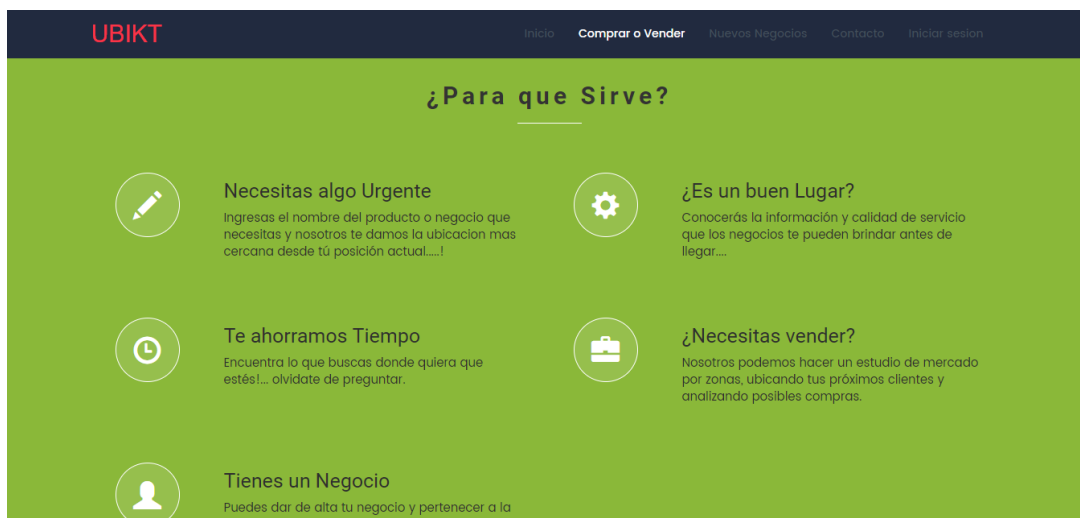 UBIKT
Inicio Comprar o Vender Nuevos Negocios Contacto Iniciar sesion
¿Para que Sirve?
Necesitas algo Urgente
Ingresas el nombre del producto o negocio que
necesitas y nosotros te damos la ubicacion mas
cercana desde tú posición actual.....!
¿Es un buen Lugar?
Conocerás la información y calidad de servicio
que los negocios te pueden brindar antes de
llegar....
Te ahorramos Tiempo
Encuentra lo que buscas donde quiera que
estés!... olvidate de preguntar.
¿Necesitas vender?
Nosotros podemos hacer un estudio de mercado
por zonas, ubicando tus próximos clientes y
analizando posibles compras.
Tienes un Negocio
Puedes dar de alta tu negocio y pertenecer a la